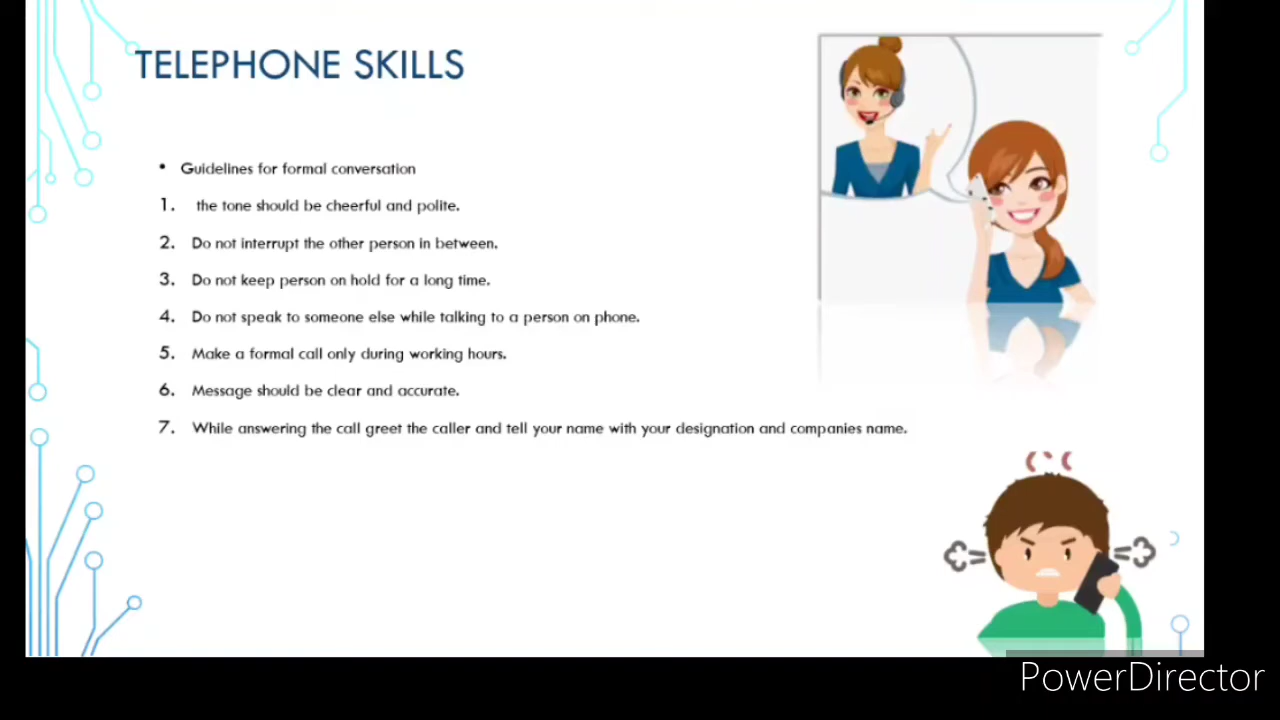 TELEPHONE SKILLS
• Guidelines for formal conversation
1. the tone should be cheerful and polite.
2. Do not interrupt the other person in between.
3. Do not keep person on hold for a long time.
4. Do not speak to someone else while talking to a person on phone.
5. Make a formal call only during working hours.
6. Message should be clear and accurate.
7. While answering the call greet the caller and tell your name with your designation and companies name.
PowerDirector